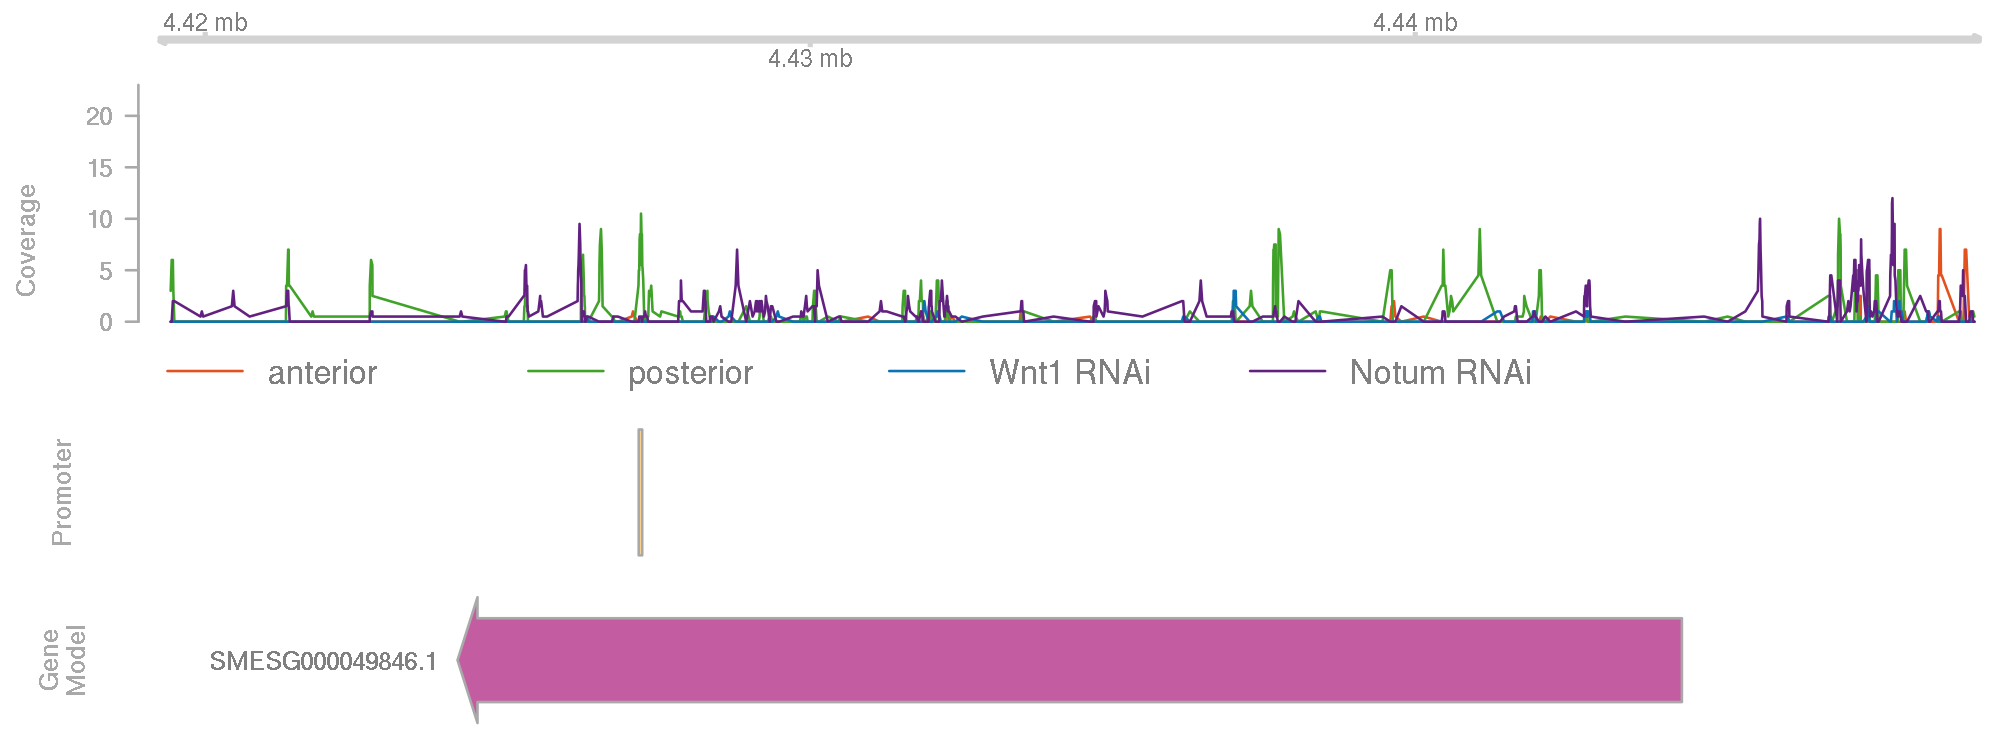 4.42 mb
4.44 mb
4.43 mb
Coverage
20
15
10
5
0
anterior posterior Wnt1 RNAi Notum RNAi
Promoter
Gene
Model
SMESG000049846.1